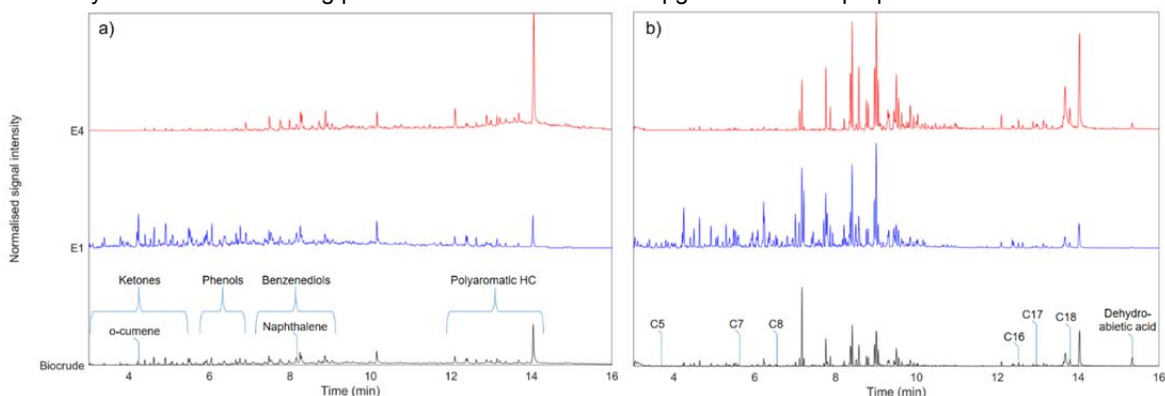 a)
b)
Normalised signal intensity
E4
E1
Biocrude
Ketones
Phenols
Benzenediols
Polyaromatic HC
o-cumene
Naphthalene
4 6 8 10 12 14 16
Time (min)
C5
C7
C8
C16
C17
C18
Dehydro-
abietic acid
4 6 8 10 12 14 16
Time (min)